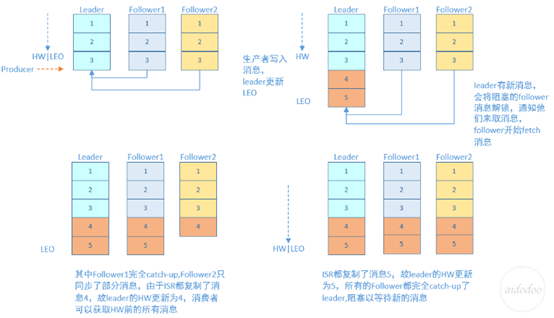 Leader Follower1 Follower2
1 1 1
2 2 2
3 3 3
HW|LEO
Producer
生产者写入
消息，
leader更新
LEO
Leader Follower1 Follower2
1 1 1
2 2 2
3 3 3
4
5
HW
LEO
leader有新消息，
会将阻塞的follower
消息解锁，通知他
们来取消息，
follower开始fetch
消息
Leader Follower1 Follower2
1 1 1
2 2 2
3 3 3
4 4 4
5 5
LEO
其中Follower1完全catch-up,Follower2只
同步了部分消息，由于ISR都复制了消
息4，故leader的HW更新为4，消费者
可以获取HW前的所有消息
Leader Follower1 Follower2
1 1 1
2 2 2
3 3 3
4 4 4
5 5 5
HW|LEO
ISR都复制了消息5，故leader的HW更新
为5，所有的Follower都完全catch-up了
leader,阻塞以等待新的消息
aidodoo